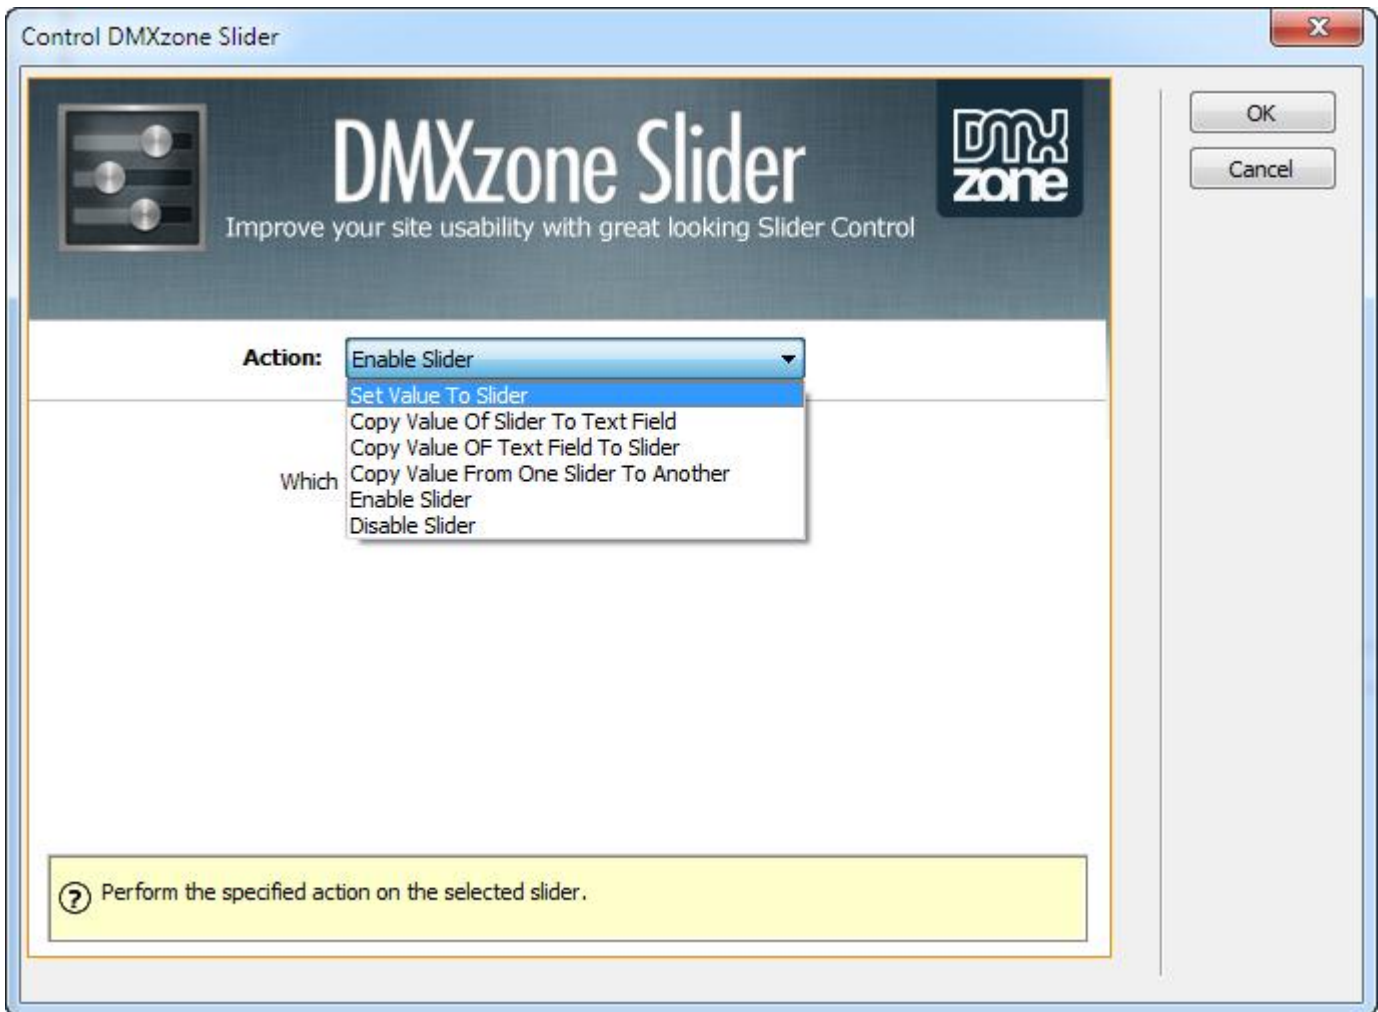 Control DMXzone Slider
DMXzone Slider
DMX
zone
Improve your site usability with great looking Slider Control
OK
Cancel
Action:
Enable Slider
Set Value To Slider
Copy Value Of Slider To Text Field
Copy Value OF Text Field To Slider
Copy Value From One Slider To Another
Enable Slider
Disable Slider
Which
? Perform the specified action on the selected slider.